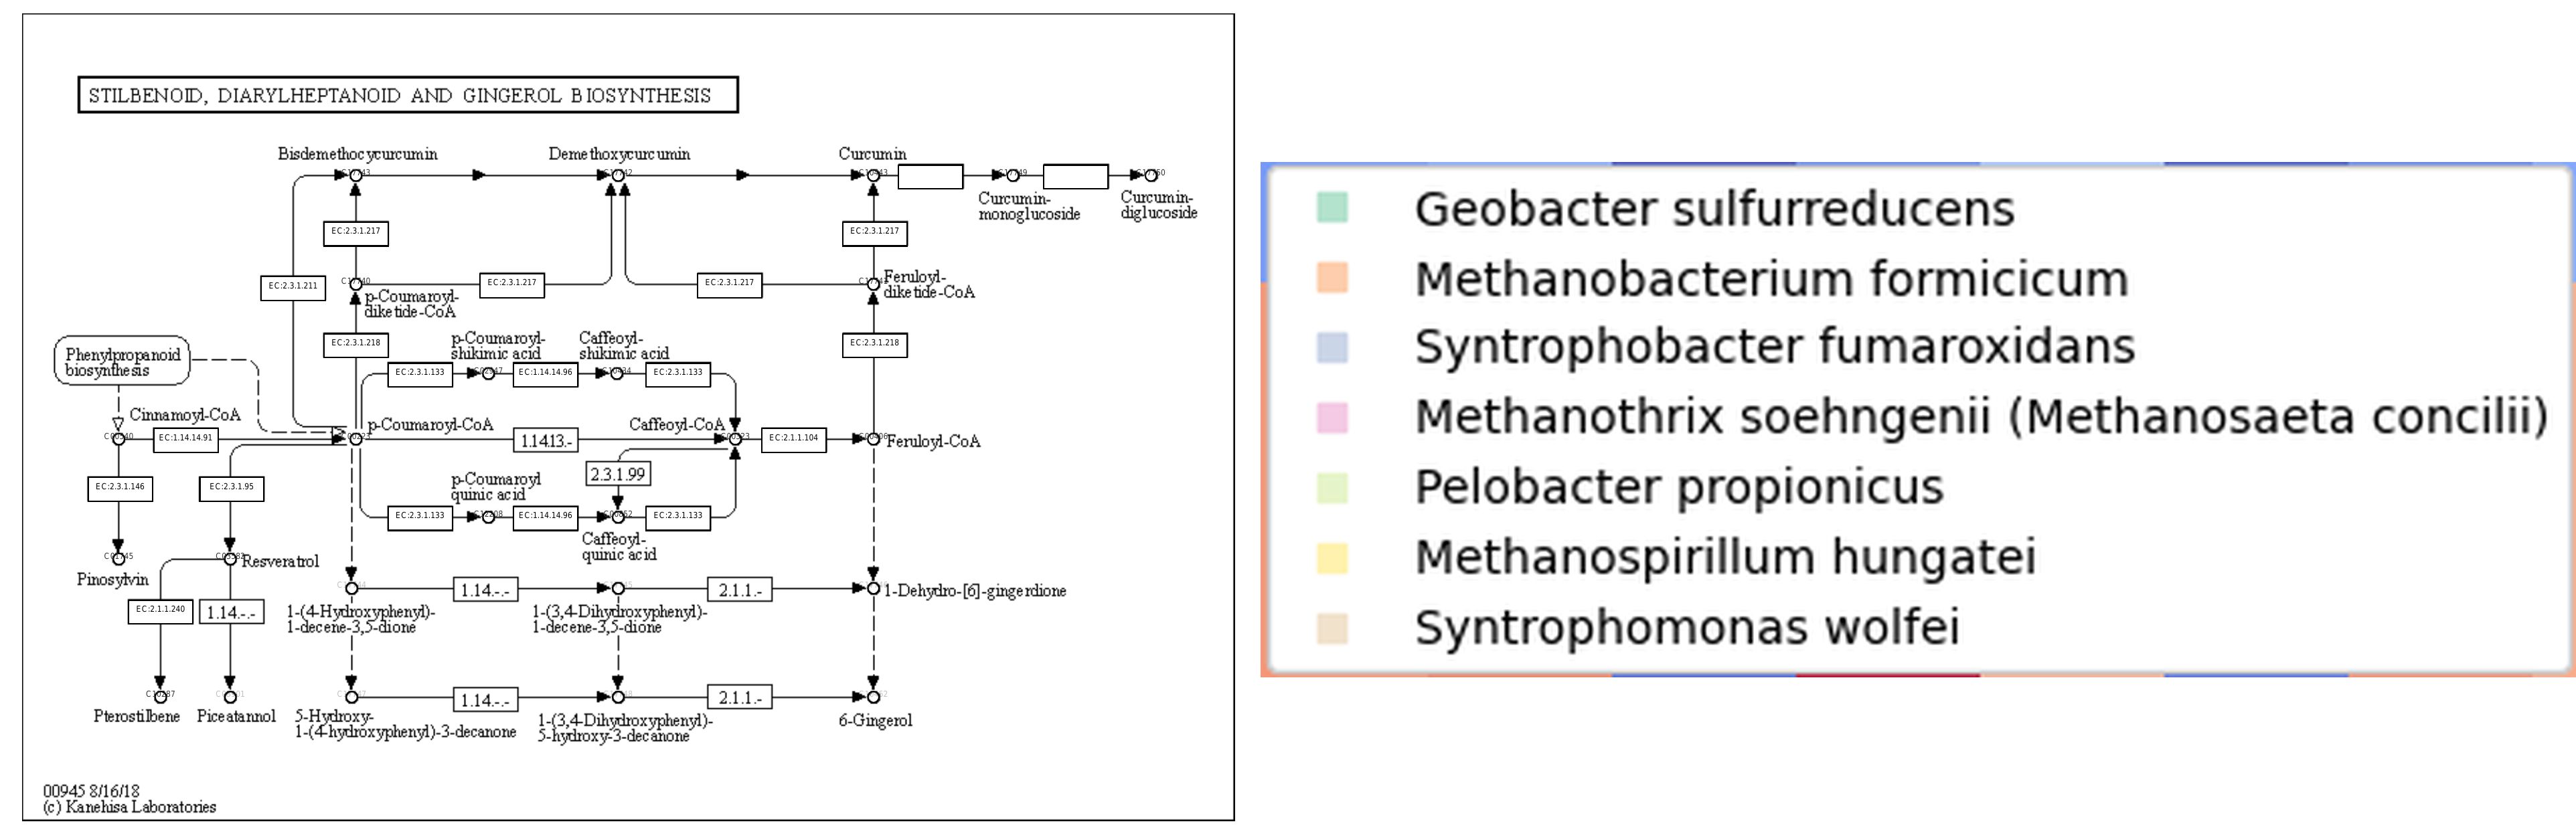 STILBENOID, DIARYLHEPTANOID AND GINGEROL BIOSYNTHESIS
Bisdemethocycurcumin
Demethoxycurcumin
Curcumin
Curcumin-
monoglucoside
Curcumin-
diglucoside
EC:2.3.1.217
EC:2.3.1.217
EC:2.3.1.211
EC:2.3.1.217
EC:2.3.1.217
p-Coumaroyl-
diketide-CoA
Feruloyl-
diketide-CoA
EC:2.3.1.218
EC:2.3.1.218
Phenylpropanoid
biosynthesis
p-Coumaroyl-
shikimic acid
Caffeoyl-
shikimic acid
EC:2.3.1.133
EC:1.14.14.96
EC:2.3.1.133
Cinnamoyl-CoA
EC:1.14.14.91
p-Coumaroyl-CoA
1.14.13.-
Caffeoyl-CoA
EC:2.1.1.104
Feruloyl-CoA
2.3.1.99
EC:2.3.1.146
EC:2.3.1.95
p-Coumaroyl
quinic acid
EC:2.3.1.133
EC:1.14.14.96
EC:2.3.1.133
Caffeoyl-
quinic acid
Pinosylvin
Resveratrol
EC:2.1.1.240
1.14.-.-
1.14.-.-
2.1.1.-
1-(4-Hydroxyphenyl)-
1-decene-3,5-dione
1-(3,4-Dihydroxyphenyl)-
1-decene-3,5-dione
1-Dehydro-[6]-gingerdione
Pterostilbene
Piceatannol
1.14.-.-
2.1.1.-
5-Hydroxy-
1-(4-hydroxyphenyl)-3-decanone
1-(3,4-Dihydroxyphenyl)-
5-hydroxy-3-decanone
6-Gingerol
00945 8/16/18
(c) Kanehisa Laboratories
Geobacter sulfurreducens
Methanobacterium formicicum
Syntrophobacter fumaroxidans
Methanothrix soehngenii (Methanosaeta concilii)
Pelobacter propionicus
Methanospirillum hungatei
Syntrophomonas wolfei